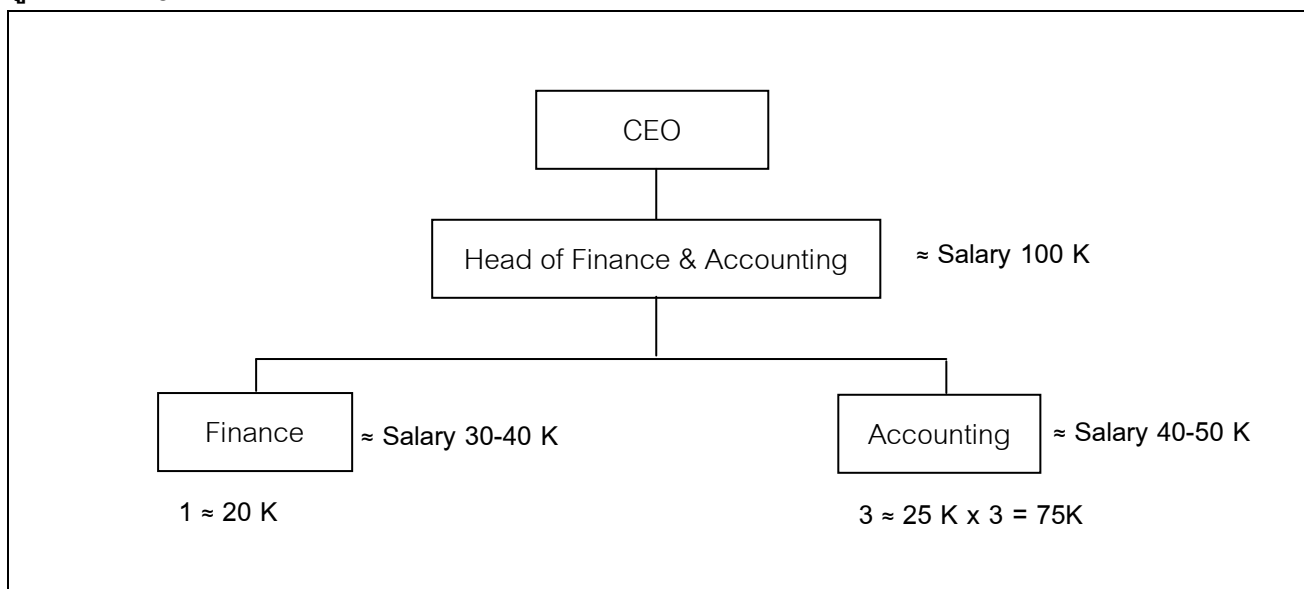 CEO
Head of Finance & Accounting
≈ Salary 100 K
Finance
≈ Salary 30-40 K
Accounting
≈ Salary 40-50 K
1 ≈ 20 K
3 ≈ 25 K x 3 = 75K